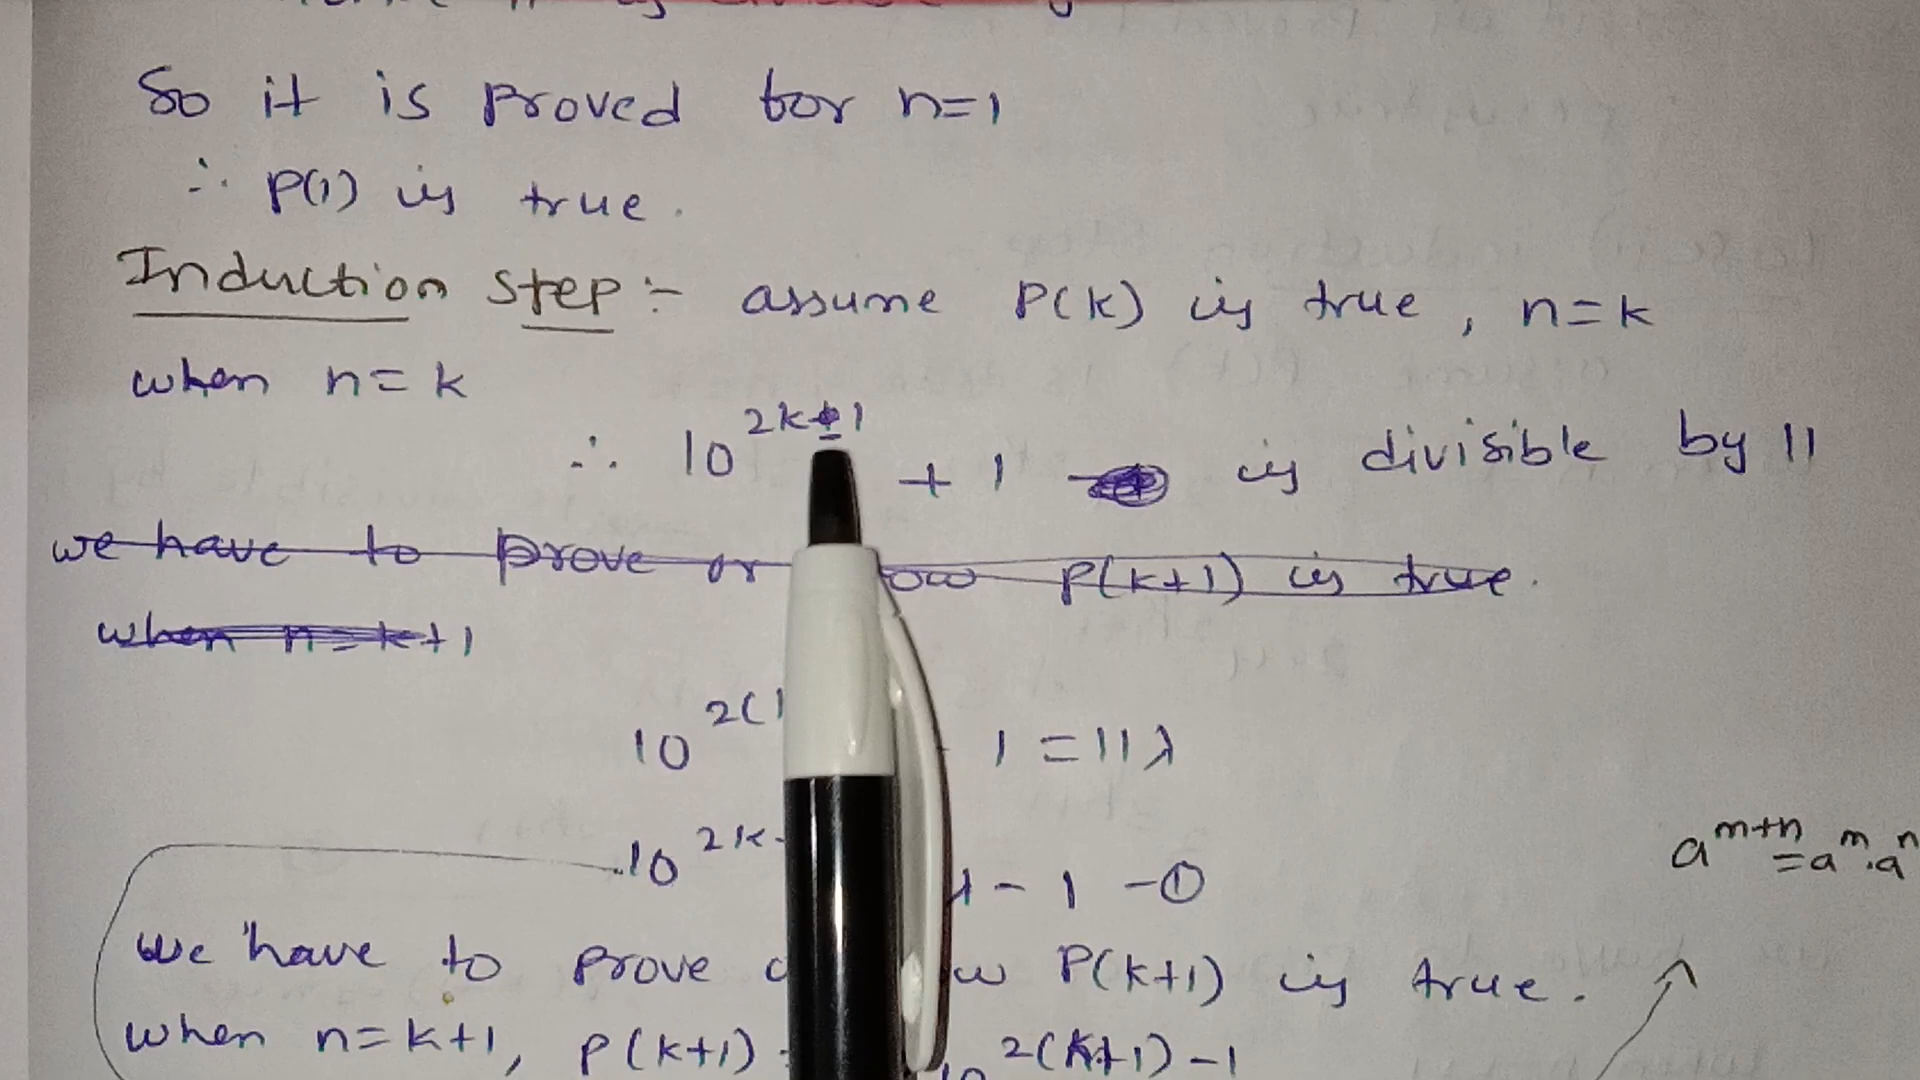 So it is proved for n=1
∴ P(1) is true.
Induction step :- assume P(k) is true, n=k
when n=k
∴ 10^(2k-1) + 1 is divisible by 11
we have to prove or P(k+1) is true.
when n=k+1
10^2( 1 = 11λ
10^2k - 1 -①
a^(m+n) = a^m . a^n
we have to prove P(k+1) is true.
when n=k+1, P(k+1) 10^2(k+1)-1